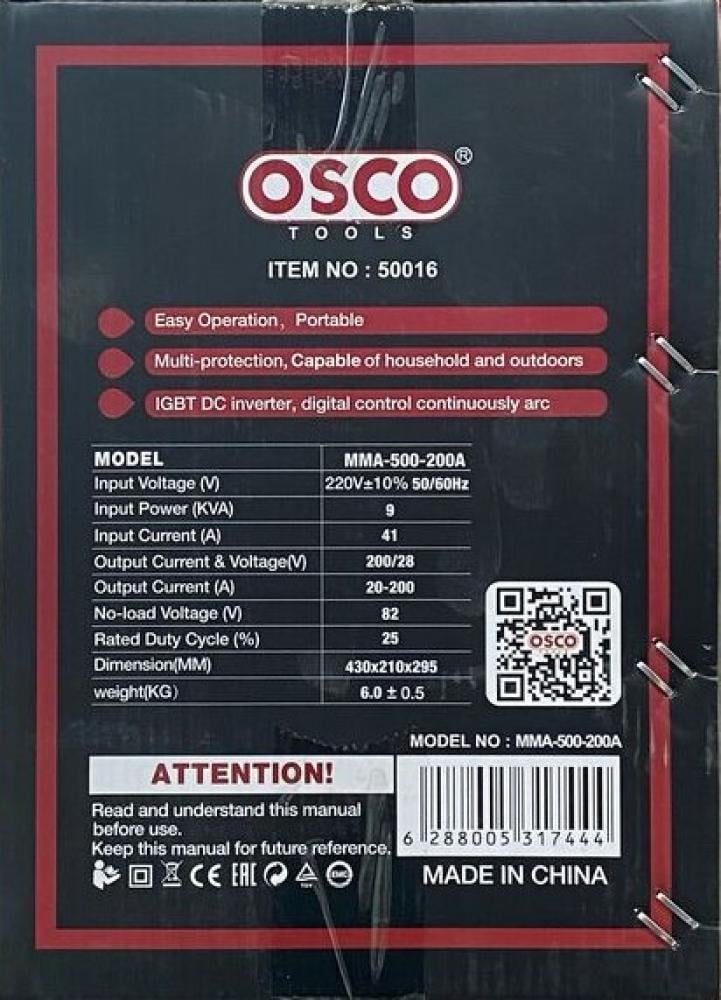 OSCO®
TOOLS
ITEM NO : 50016
Easy Operation, Portable
Multi-protection, Capable of household and outdoors
IGBT DC inverter, digital control continuously arc
MODEL MMA-500-200A
Input Voltage (V) 220V±10% 50/60Hz
Input Power (KVA) 9
Input Current (A) 41
Output Current & Voltage(V) 200/28
Output Current (A) 20-200
No-load Voltage (V) 82
Rated Duty Cycle (%) 25
Dimension(MM) 430x210x295
weight(KG) 6.0 ± 0.5
OSCO
MODEL NO : MMA-500-200A
ATTENTION!
Read and understand this manual
before use.
Keep this manual for future reference.
6 288005 317444
CE EAC TUV EMC
MADE IN CHINA